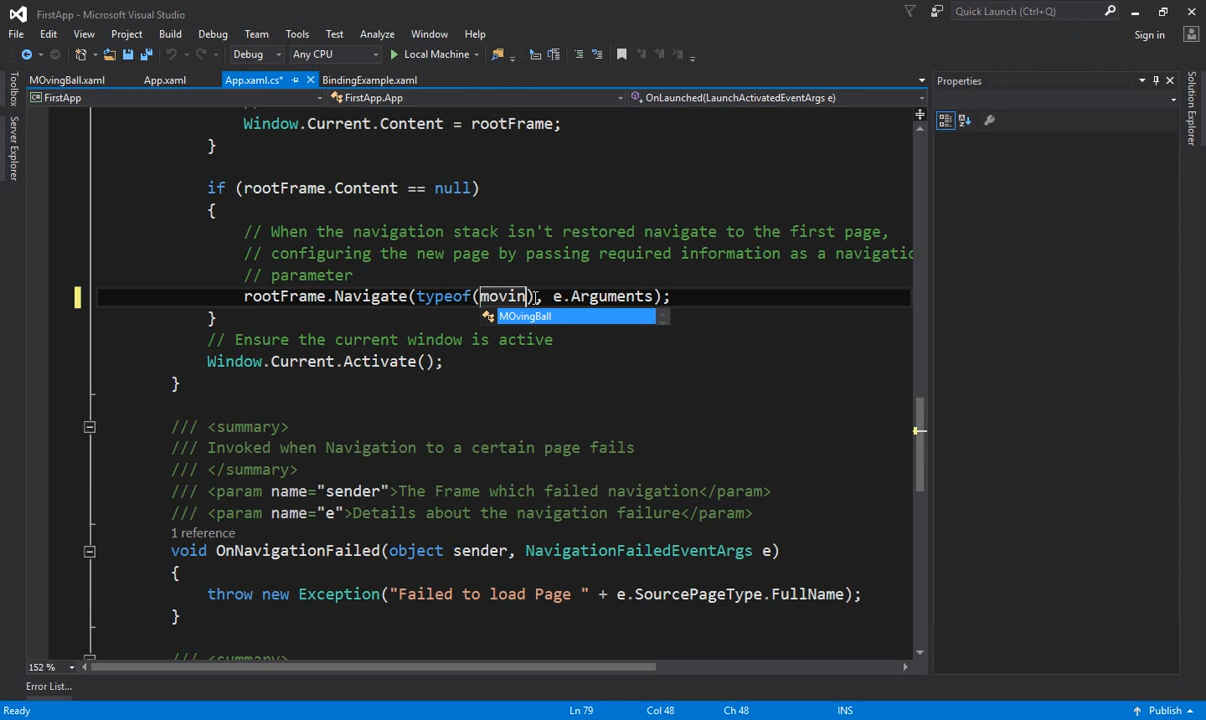 FirstApp - Microsoft Visual Studio
Quick Launch (Ctrl+Q)
File Edit View Project Build Debug Team Tools Test Analyze Window Help
Sign in
Debug Any CPU Local Machine
Toolbox
Server Explorer
MOvingBall.xaml App.xaml App.xaml.cs* BindingExample.xaml
Properties
Solution Explorer
FirstApp FirstApp.App OnLaunched(LaunchActivatedEventArgs e)
Window.Current.Content = rootFrame;
}
if (rootFrame.Content == null)
{
// When the navigation stack isn't restored navigate to the first page,
// configuring the new page by passing required information as a navigatio
// parameter
rootFrame.Navigate(typeof(movin), e.Arguments);
MOvingBall
}
// Ensure the current window is active
Window.Current.Activate();
}
/// <summary>
/// Invoked when Navigation to a certain page fails
/// </summary>
/// <param name="sender">The Frame which failed navigation</param>
/// <param name="e">Details about the navigation failure</param>
1 reference
void OnNavigationFailed(object sender, NavigationFailedEventArgs e)
{
throw new Exception("Failed to load Page " + e.SourcePageType.FullName);
}
/// <summary>
152 %
Error List...
Ready Ln 79 Col 48 Ch 48 INS Publish